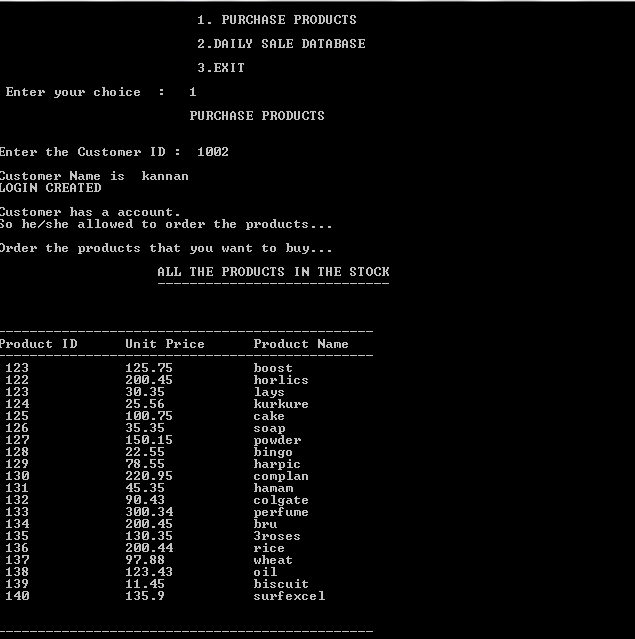 1. PURCHASE PRODUCTS
2.DAILY SALE DATABASE
3.EXIT
Enter your choice : 1
PURCHASE PRODUCTS
Enter the Customer ID : 1002
Customer Name is kannan
LOGIN CREATED
Customer has a account.
So he/she allowed to order the products...
Order the products that you want to buy...
ALL THE PRODUCTS IN THE STOCK
Product ID Unit Price Product Name
123 125.75 boost
122 200.45 horlics
123 30.35 lays
124 25.56 kurkure
125 100.75 cake
126 35.35 soap
127 150.15 powder
128 22.55 bingo
129 78.55 harpic
130 220.95 complan
131 45.35 hamam
132 90.43 colgate
133 300.34 perfume
134 200.45 bru
135 130.35 3roses
136 200.44 rice
137 97.88 wheat
138 123.43 oil
139 11.45 biscuit
140 135.9 surfexcel